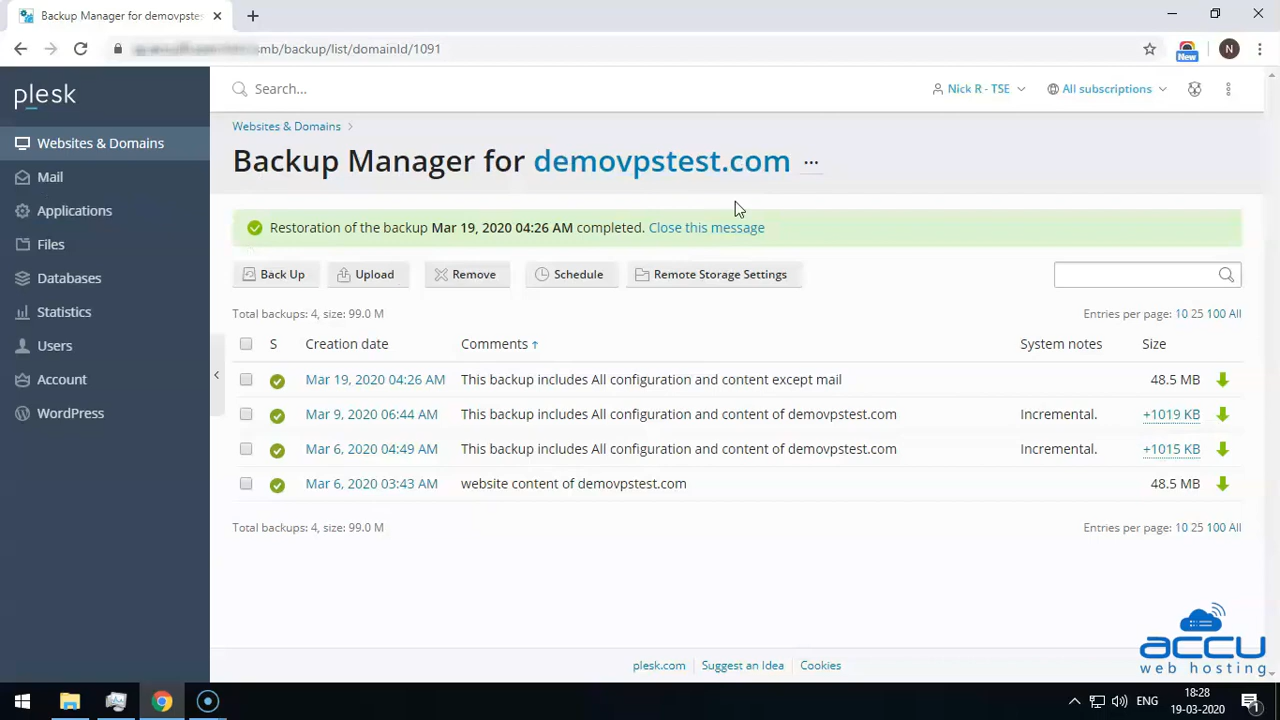 Backup Manager for demovpste
smb/backup/list/domainId/1091
New
N
plesk
Search...
Nick R - TSE
All subscriptions
Websites & Domains
Mail
Applications
Files
Databases
Statistics
Users
Account
WordPress
Websites & Domains >
Backup Manager for demovpstest.com ...
Restoration of the backup Mar 19, 2020 04:26 AM completed. Close this message
Back Up
Upload
Remove
Schedule
Remote Storage Settings
Total backups: 4, size: 99.0 M
Entries per page: 10 25 100 All
S Creation date Comments ↑ System notes Size
Mar 19, 2020 04:26 AM This backup includes All configuration and content except mail 48.5 MB
Mar 9, 2020 06:44 AM This backup includes All configuration and content of demovpstest.com Incremental. +1019 KB
Mar 6, 2020 04:49 AM This backup includes All configuration and content of demovpstest.com Incremental. +1015 KB
Mar 6, 2020 03:43 AM website content of demovpstest.com 48.5 MB
Total backups: 4, size: 99.0 M
Entries per page: 10 25 100 All
plesk.com Suggest an Idea Cookies
accu
web hosting
ENG
18:28
19-03-2020
1